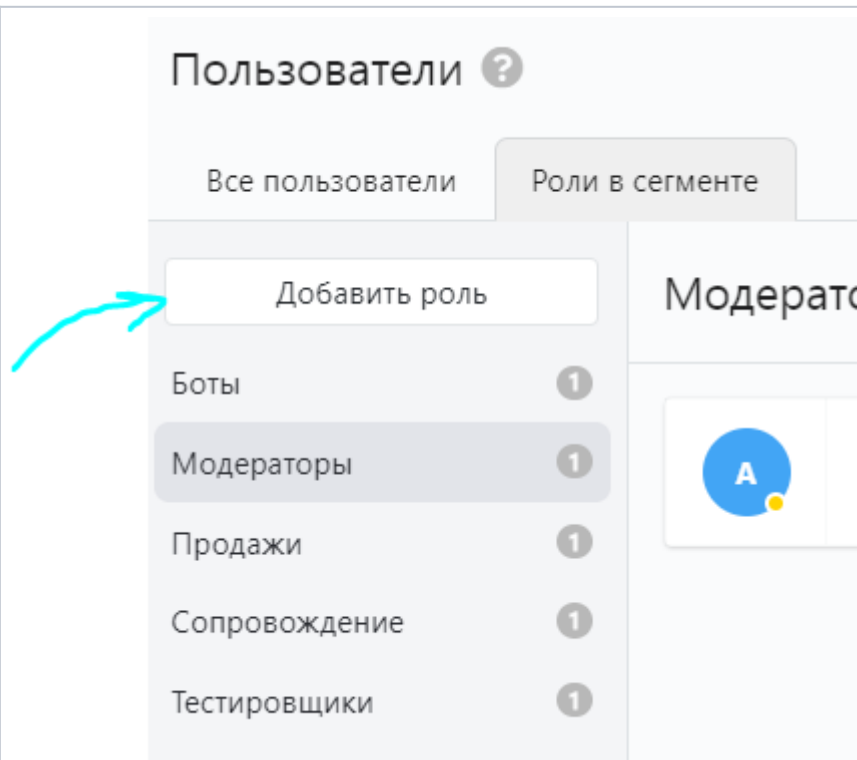 Пользователи ?
Все пользователи Роли в сегменте
Добавить роль
Боты 1
Модераторы 1
Продажи 1
Сопровождение 1
Тестировщики 1
Модерато
A